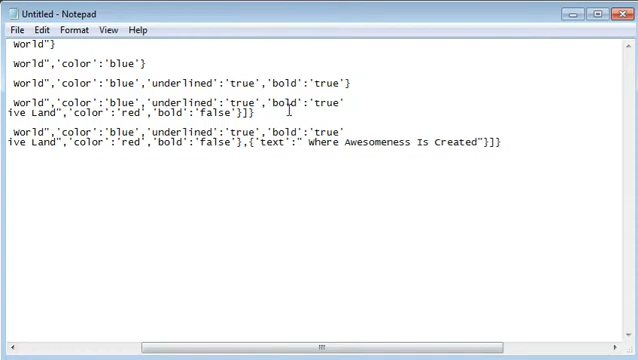 Untitled - Notepad
File Edit Format View Help
world"}
world",'color':'blue'}
world",'color':'blue','underlined':'true','bold':'true'}
world",'color':'blue','underlined':'true','bold':'true'
ive Land",'color':'red','bold':'false'}]}
world",'color':'blue','underlined':'true','bold':'true'
ive Land",'color':'red','bold':'false'},{'text':" Where Awesomeness Is Created"}]}